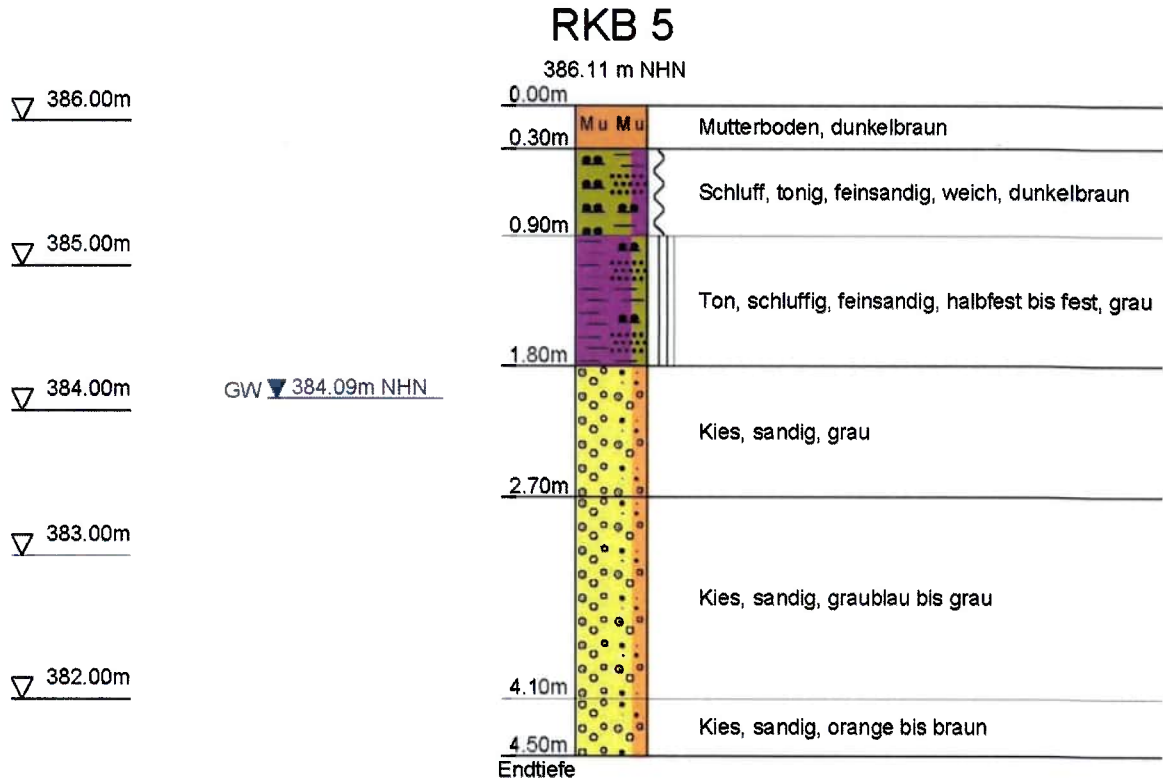 RKB 5
386.11 m NHN
386.00m
0.00m
Mu Mu
Mutterboden, dunkelbraun
0.30m
Schluff, tonig, feinsandig, weich, dunkelbraun
0.90m
385.00m
Ton, schluffig, feinsandig, halbfest bis fest, grau
1.80m
384.00m
GW 384.09m NHN
Kies, sandig, grau
2.70m
383.00m
Kies, sandig, graublau bis grau
382.00m
4.10m
Kies, sandig, orange bis braun
4.50m
Endtiefe